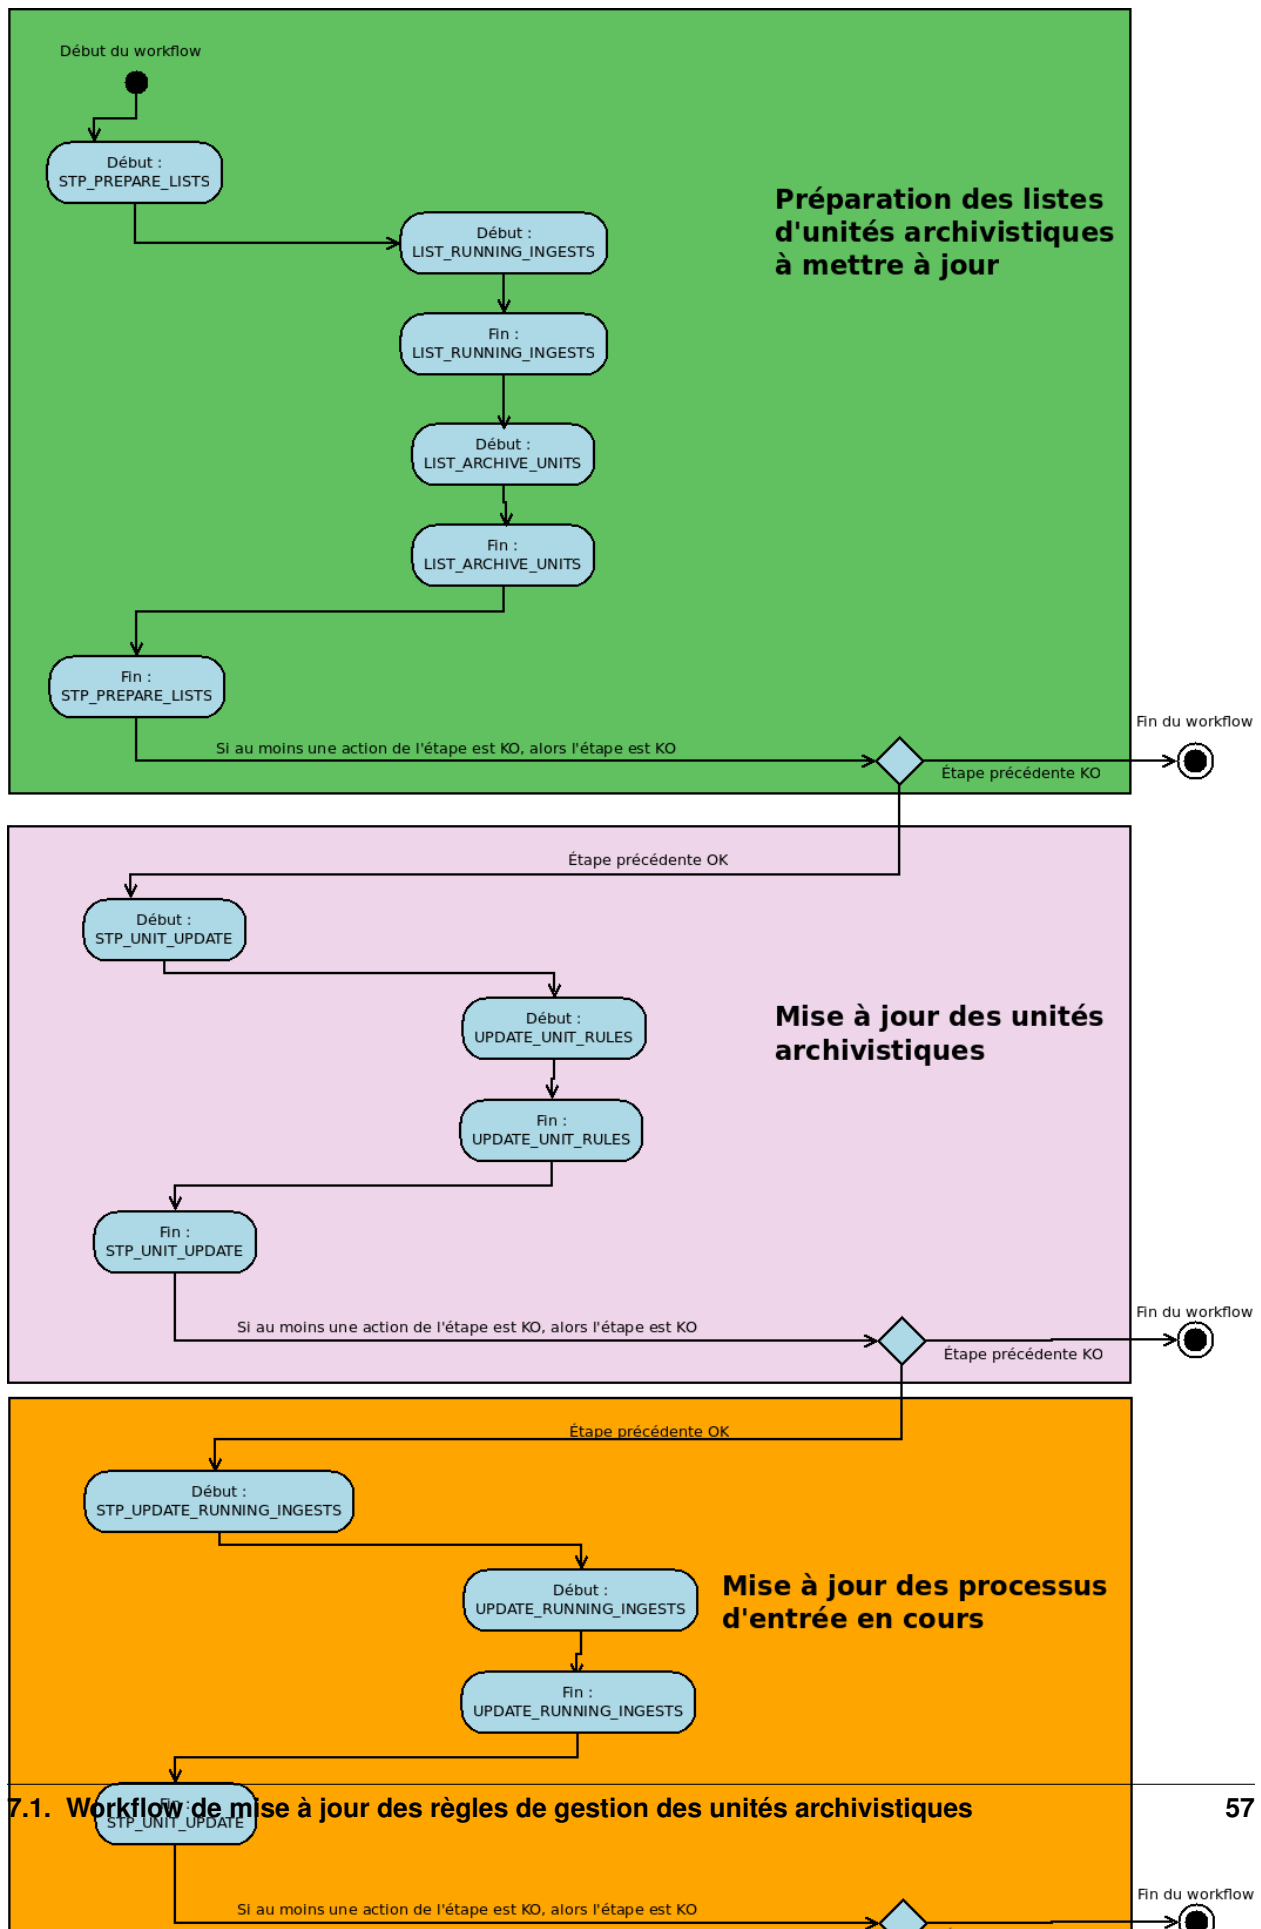 Début du workflow
Début :
STP_PREPARE_LISTS
Préparation des listes
d'unités archivistiques
à mettre à jour
Début :
LIST_RUNNING_INGESTS
Fin :
LIST_RUNNING_INGESTS
Début :
LIST_ARCHIVE_UNITS
Fin :
LIST_ARCHIVE_UNITS
Fin :
STP_PREPARE_LISTS
Fin du workflow
Si au moins une action de l'étape est KO, alors l'étape est KO
Étape précédente KO
Étape précédente OK
Début :
STP_UNIT_UPDATE
Mise à jour des unités
archivistiques
Début :
UPDATE_UNIT_RULES
Fin :
UPDATE_UNIT_RULES
Fin :
STP_UNIT_UPDATE
Fin du workflow
Si au moins une action de l'étape est KO, alors l'étape est KO
Étape précédente KO
Étape précédente OK
Début :
STP_UPDATE_RUNNING_INGESTS
Mise à jour des processus
d'entrée en cours
Début :
UPDATE_RUNNING_INGESTS
Fin :
UPDATE_RUNNING_INGESTS
Fin :
STP_UNIT_UPDATE
7.1. Workflow de mise à jour des règles de gestion des unités archivistiques 57
Fin du workflow
Si au moins une action de l'étape est KO, alors l'étape est KO